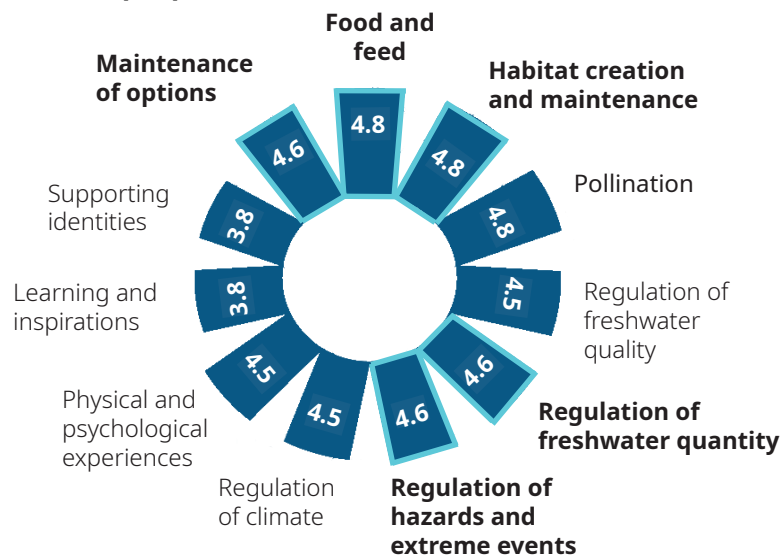 Food and
feed
4.8
Habitat creation
and maintenance
4.8
Pollination
4.8
Regulation of
freshwater
quality
4.5
Regulation of
freshwater quantity
4.6
Regulation of
hazards and
extreme events
4.6
Regulation
of climate
4.5
Physical and
psychological
experiences
4.5
Learning and
inspirations
3.8
Supporting
identities
3.8
Maintenance
of options
4.6